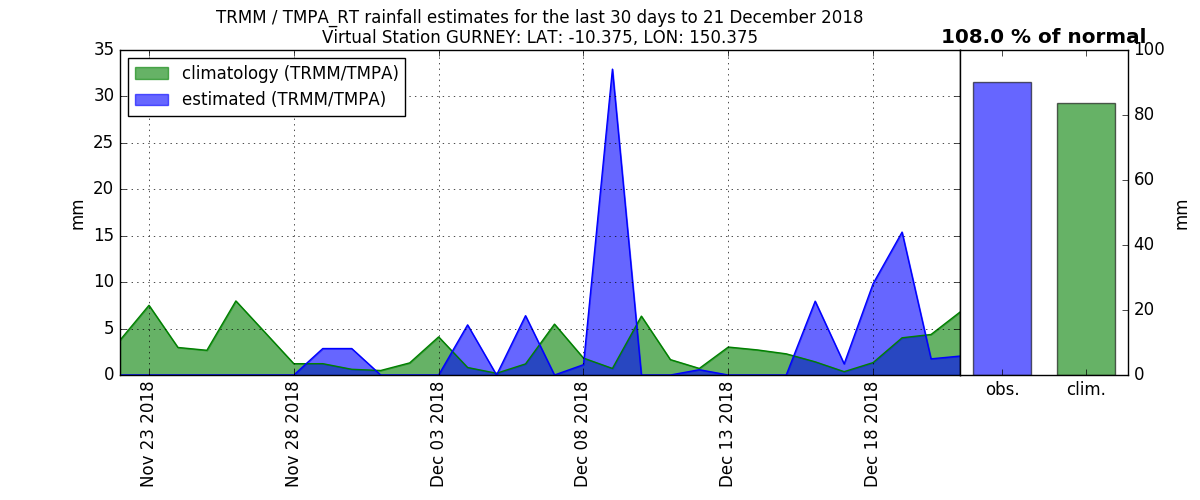 TRMM / TMPA_RT rainfall estimates for the last 30 days to 21 December 2018
Virtual Station GURNEY: LAT: -10.375, LON: 150.375
108.0 % of normal
climatology (TRMM/TMPA)
estimated (TRMM/TMPA)
mm
35
30
25
20
15
10
5
0
Nov 23 2018
Nov 28 2018
Dec 03 2018
Dec 08 2018
Dec 13 2018
Dec 18 2018
100
80
60
40
20
0
mm
obs.
clim.